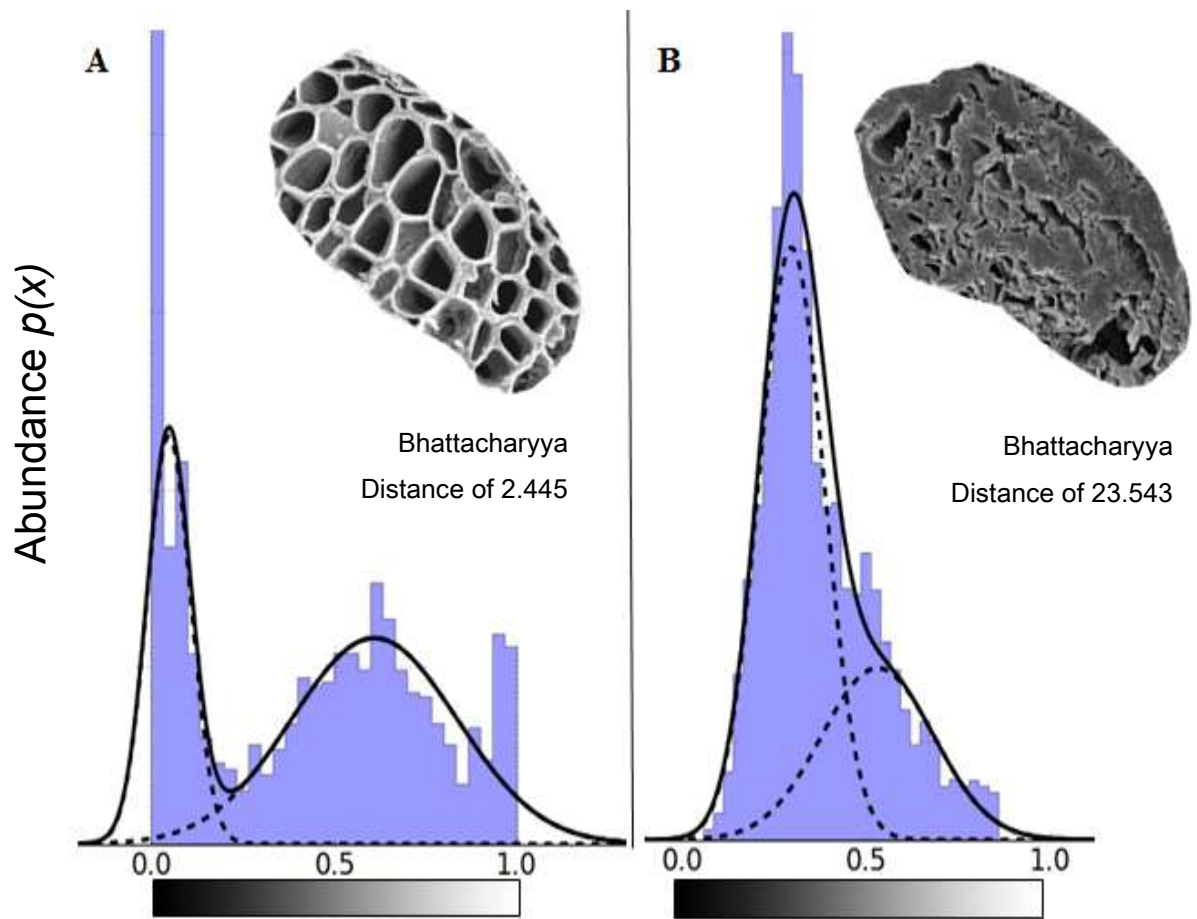 A
B
Abundance p(x)
Bhattacharyya
Distance of 2.445
Bhattacharyya
Distance of 23.543
0.0 0.5 1.0
0.0 0.5 1.0